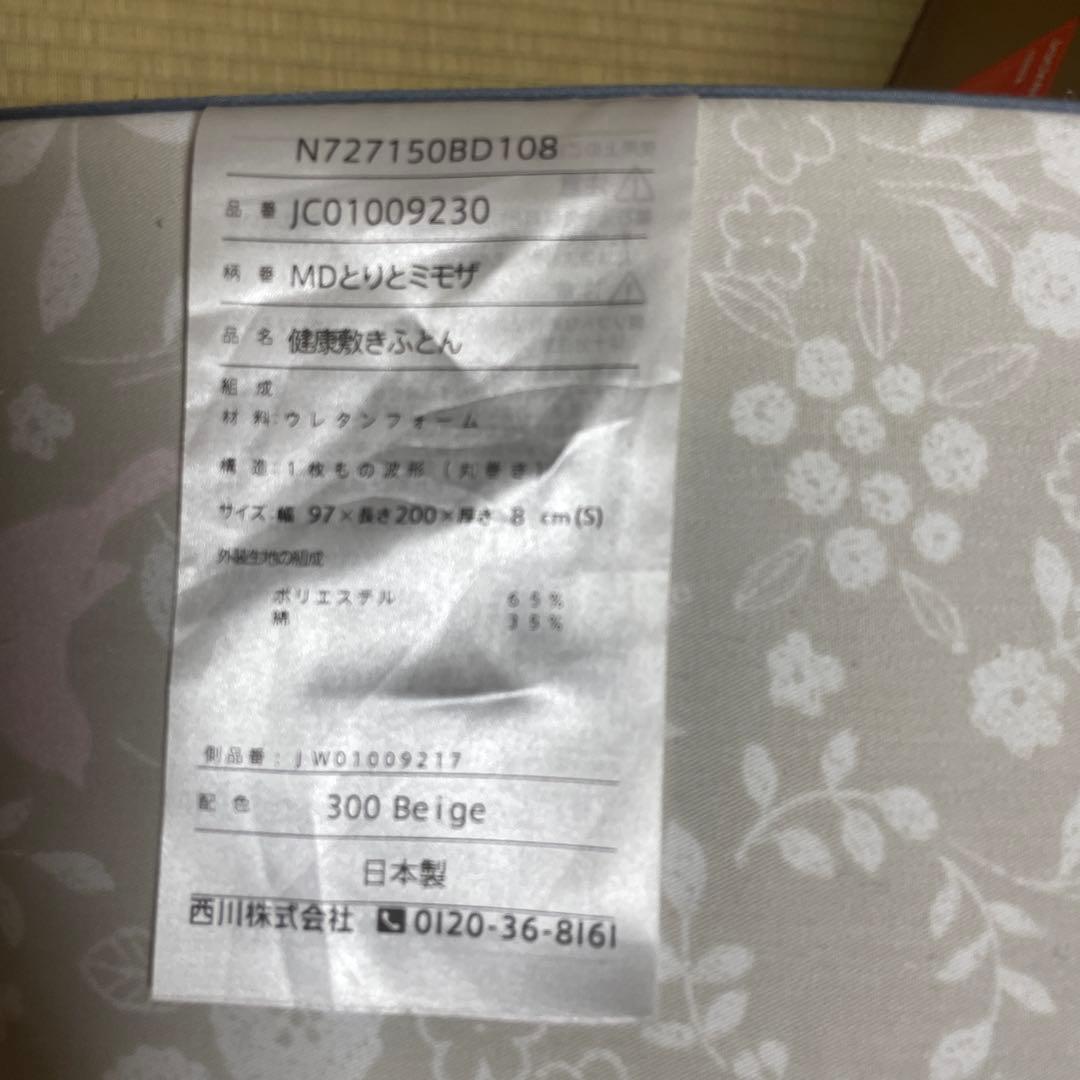 N727150BD108
品番 JC01009230
柄番 MDとりとミモザ
品名 健康敷きふとん
組成
材料:ウレタンフォーム
構造:1枚もの波形(丸巻き)
サイズ:幅 97×長さ200×厚さ 8 cm(S)
外装生地の組成
ポリエステル 65%
綿 35%
側品番:JW01009217
配色 300 Beige
日本製
西川株式会社 0120-36-8161